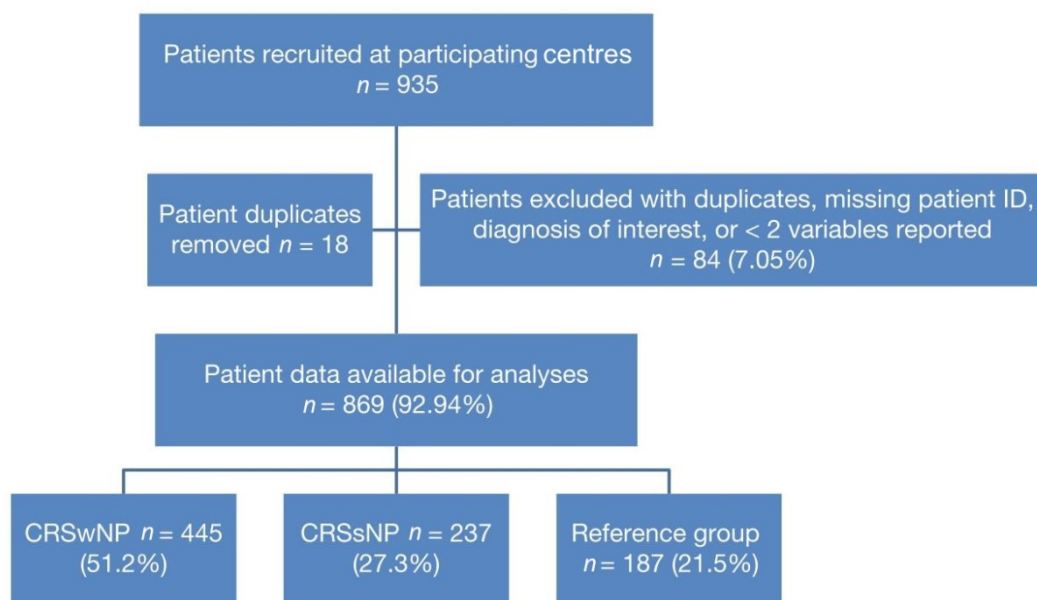 Patients recruited at participating centres
n = 935
Patient duplicates
removed n = 18
Patients excluded with duplicates, missing patient ID,
diagnosis of interest, or < 2 variables reported
n = 84 (7.05%)
Patient data available for analyses
n = 869 (92.94%)
CRSwNP n = 445
(51.2%)
CRSsNP n = 237
(27.3%)
Reference group
n = 187 (21.5%)